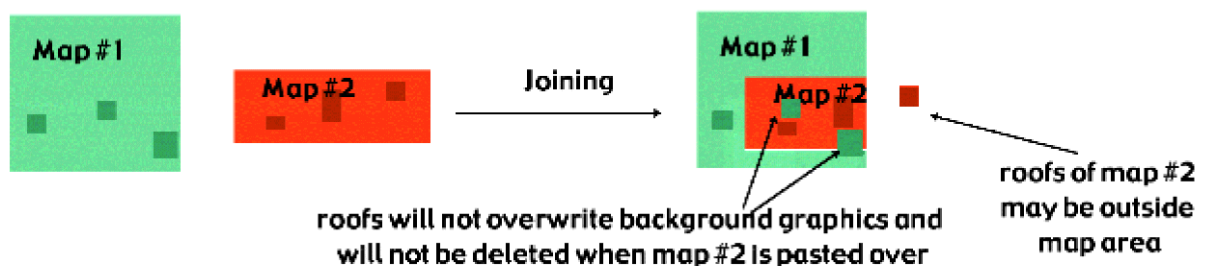 Map #1
Map #2
Joining
Map #1
Map #2
roofs will not overwrite background graphics and
will not be deleted when map #2 is pasted over
roofs of map #2
may be outside
map area